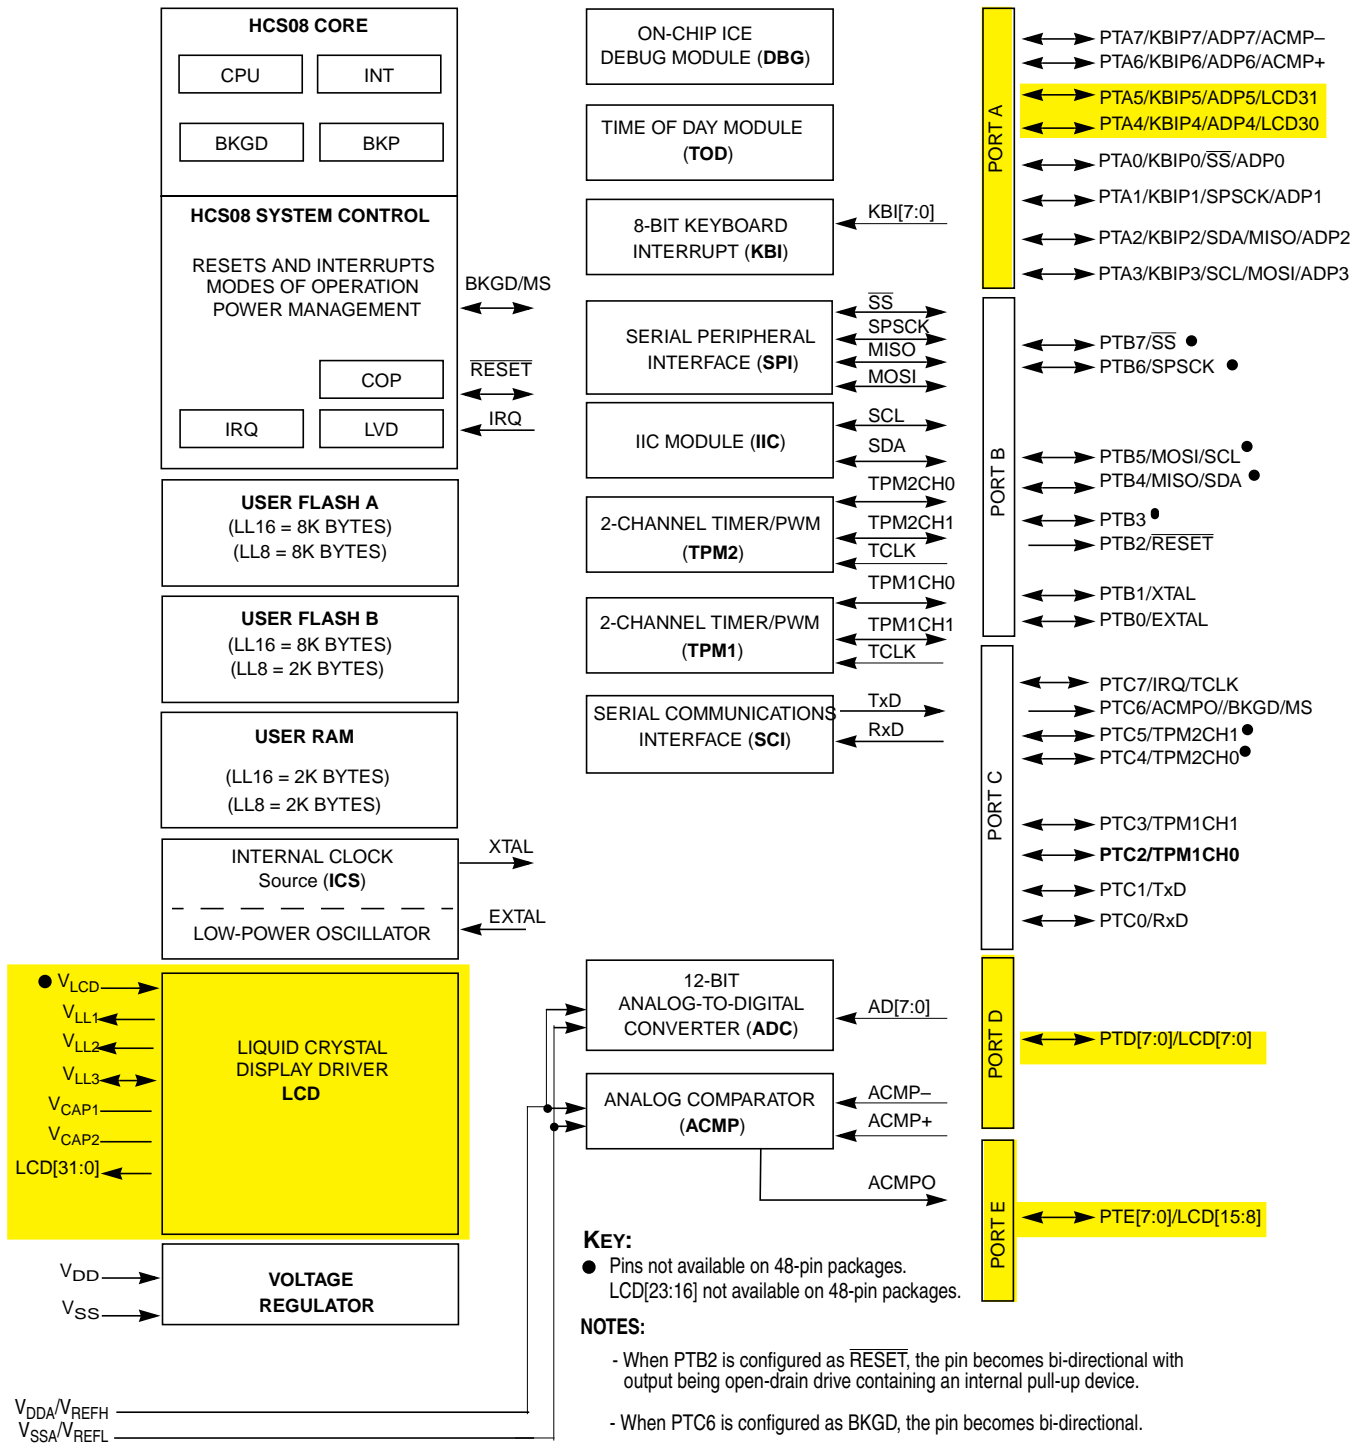 HCS08 CORE
CPU
INT
BKGD
BKP
HCS08 SYSTEM CONTROL
RESETS AND INTERRUPTS
MODES OF OPERATION
POWER MANAGEMENT
COP
IRQ
LVD
BKGD/MS
RESET
IRQ
USER FLASH A
(LL16 = 8K BYTES)
(LL8 = 8K BYTES)
USER FLASH B
(LL16 = 8K BYTES)
(LL8 = 2K BYTES)
USER RAM
(LL16 = 2K BYTES)
(LL8 = 2K BYTES)
INTERNAL CLOCK
Source (ICS)
LOW-POWER OSCILLATOR
XTAL
EXTAL
● VLCD
VLL1
VLL2
VLL3
VCAP1
VCAP2
LCD[31:0]
LIQUID CRYSTAL
DISPLAY DRIVER
LCD
VDD
VSS
VOLTAGE
REGULATOR
VDDA/VREFH
VSSA/VREFL
ON-CHIP ICE
DEBUG MODULE (DBG)
TIME OF DAY MODULE
(TOD)
8-BIT KEYBOARD
INTERRUPT (KBI)
KBI[7:0]
SERIAL PERIPHERAL
INTERFACE (SPI)
SS
SPSCK
MISO
MOSI
IIC MODULE (IIC)
SCL
SDA
2-CHANNEL TIMER/PWM
(TPM2)
TPM2CH0
TPM2CH1
TCLK
2-CHANNEL TIMER/PWM
(TPM1)
TPM1CH0
TPM1CH1
TCLK
SERIAL COMMUNICATIONS
INTERFACE (SCI)
TxD
RxD
12-BIT
ANALOG-TO-DIGITAL
CONVERTER (ADC)
AD[7:0]
ANALOG COMPARATOR
(ACMP)
ACMP–
ACMP+
ACMPO
PORT A
PTA7/KBIP7/ADP7/ACMP–
PTA6/KBIP6/ADP6/ACMP+
PTA5/KBIP5/ADP5/LCD31
PTA4/KBIP4/ADP4/LCD30
PTA0/KBIP0/SS/ADP0
PTA1/KBIP1/SPSCK/ADP1
PTA2/KBIP2/SDA/MISO/ADP2
PTA3/KBIP3/SCL/MOSI/ADP3
PORT B
PTB7/SS ●
PTB6/SPSCK ●
PTB5/MOSI/SCL ●
PTB4/MISO/SDA ●
PTB3 ●
PTB2/RESET
PTB1/XTAL
PTB0/EXTAL
PORT C
PTC7/IRQ/TCLK
PTC6/ACMPO//BKGD/MS
PTC5/TPM2CH1 ●
PTC4/TPM2CH0 ●
PTC3/TPM1CH1
PTC2/TPM1CH0
PTC1/TxD
PTC0/RxD
PORT D
PTD[7:0]/LCD[7:0]
PORT E
PTE[7:0]/LCD[15:8]
KEY:
● Pins not available on 48-pin packages.
LCD[23:16] not available on 48-pin packages.
NOTES:
- When PTB2 is configured as RESET, the pin becomes bi-directional with
output being open-drain drive containing an internal pull-up device.
- When PTC6 is configured as BKGD, the pin becomes bi-directional.